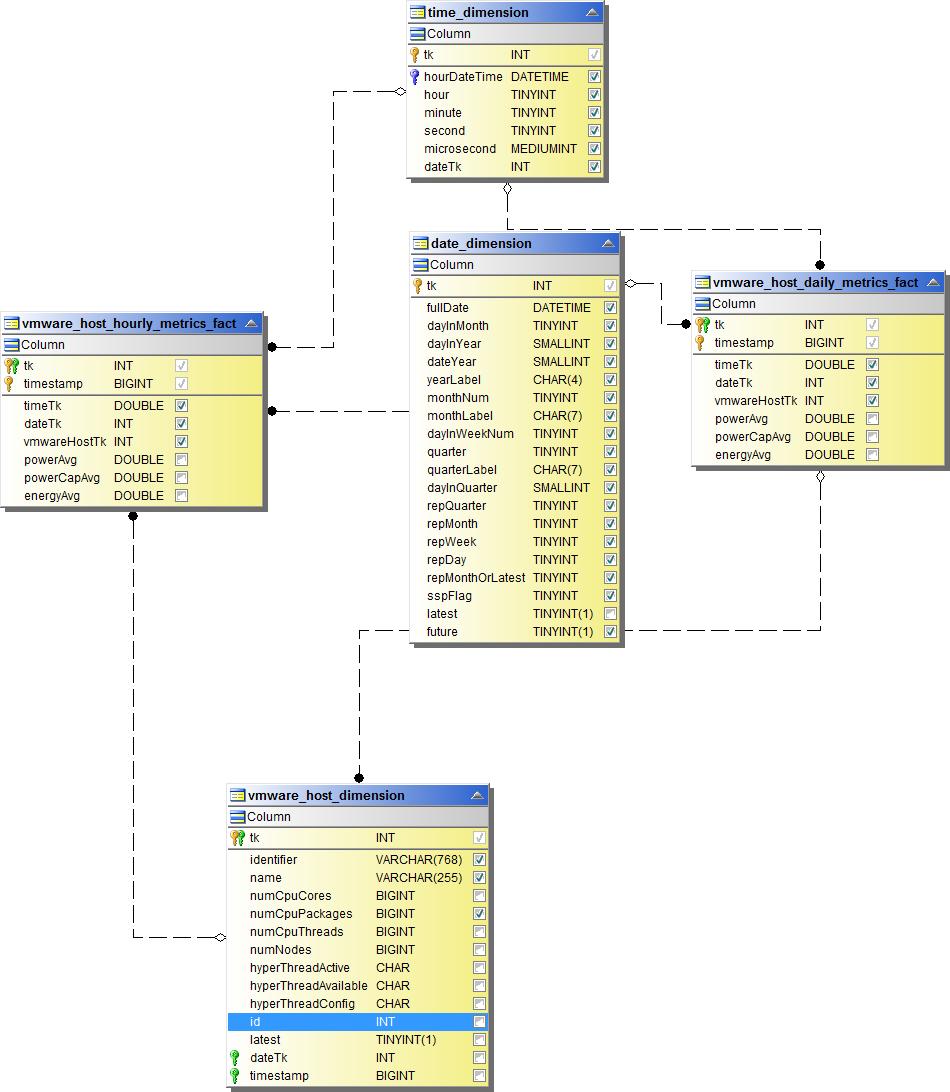 time_dimension
Column
tk INT
hourDateTime DATETIME
hour TINYINT
minute TINYINT
second TINYINT
microsecond MEDIUMINT
dateTk INT
date_dimension
Column
tk INT
fullDate DATETIME
dayInMonth TINYINT
dayInYear SMALLINT
dateYear SMALLINT
yearLabel CHAR(4)
monthNum TINYINT
monthLabel CHAR(7)
dayInWeekNum TINYINT
quarter TINYINT
quarterLabel CHAR(7)
dayInQuarter SMALLINT
repQuarter TINYINT
repMonth TINYINT
repWeek TINYINT
repDay TINYINT
repMonthOrLatest TINYINT
sspFlag TINYINT
latest TINYINT(1)
future TINYINT(1)
vmware_host_daily_metrics_fact
Column
tk INT
timestamp BIGINT
timeTk DOUBLE
dateTk INT
vmwareHostTk INT
powerAvg DOUBLE
powerCapAvg DOUBLE
energyAvg DOUBLE
vmware_host_hourly_metrics_fact
Column
tk INT
timestamp BIGINT
timeTk DOUBLE
dateTk INT
vmwareHostTk INT
powerAvg DOUBLE
powerCapAvg DOUBLE
energyAvg DOUBLE
vmware_host_dimension
Column
tk INT
identifier VARCHAR(768)
name VARCHAR(255)
numCpuCores BIGINT
numCpuPackages BIGINT
numCpuThreads BIGINT
numNodes BIGINT
hyperThreadActive CHAR
hyperThreadAvailable CHAR
hyperThreadConfig CHAR
id INT
latest TINYINT(1)
dateTk INT
timestamp BIGINT